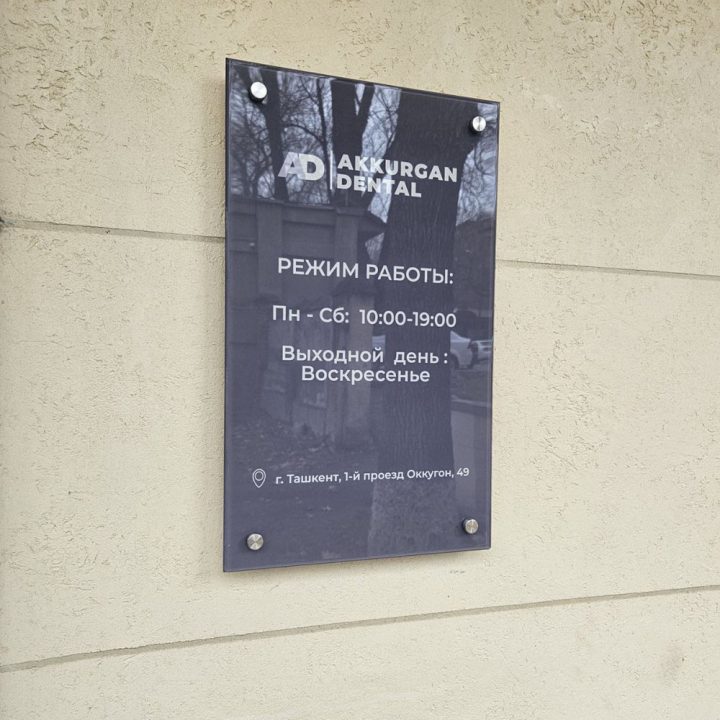 AD AKKURGAN
DENTAL
РЕЖИМ РАБОТЫ:
Пн - Сб: 10:00-19:00
Выходной день :
Воскресенье
г. Ташкент, 1-й проезд Оккугон, 49